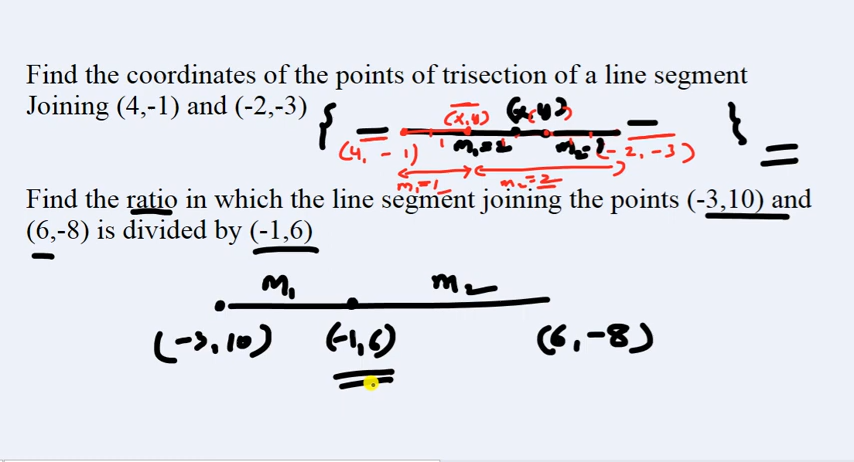 Find the coordinates of the points of trisection of a line segment
Joining (4,-1) and (-2,-3)
(x,y) (x,y)
(4, -1) m₁=2 (-2, -3)
m₁=1 m₂=2
Find the ratio in which the line segment joining the points (-3,10) and
(6,-8) is divided by (-1,6)
m₁ m₂
(-3,10) (-1,6) (6,-8)